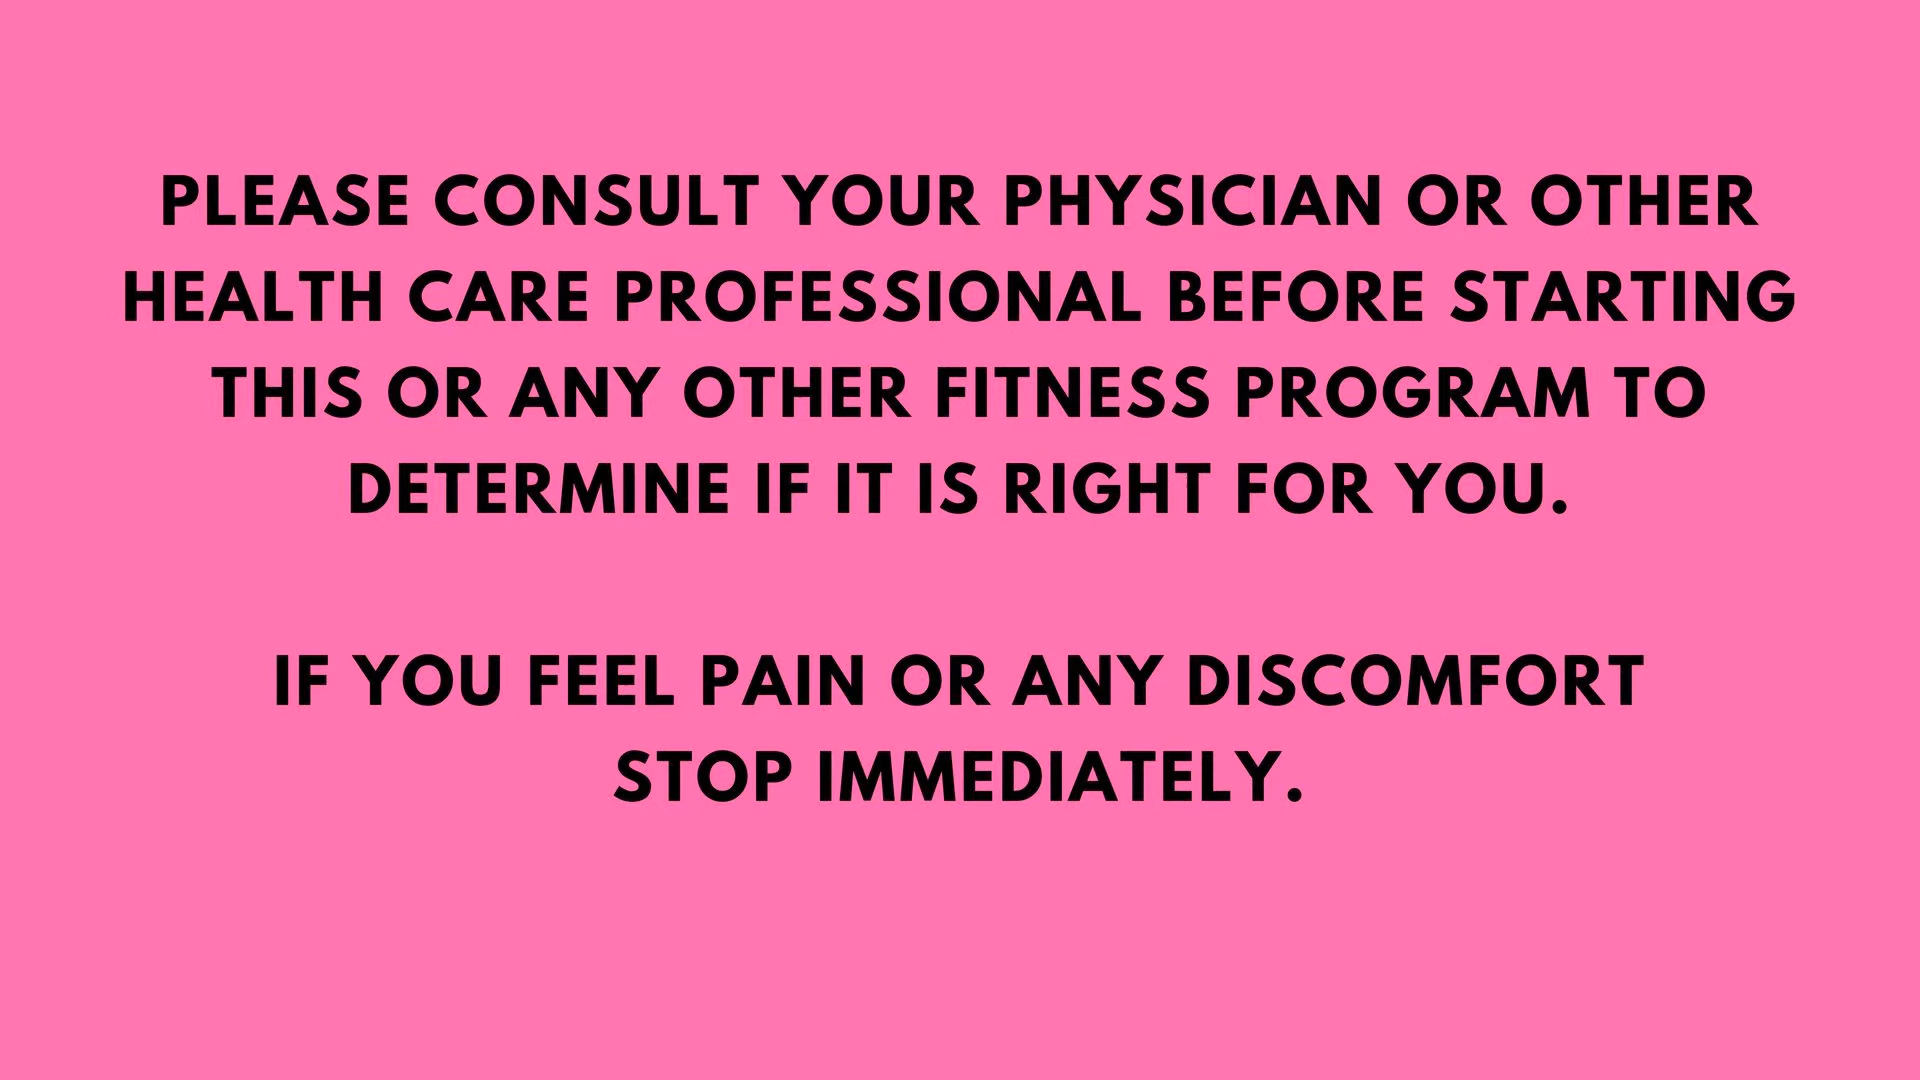 PLEASE CONSULT YOUR PHYSICIAN OR OTHER
HEALTH CARE PROFESSIONAL BEFORE STARTING
THIS OR ANY OTHER FITNESS PROGRAM TO
DETERMINE IF IT IS RIGHT FOR YOU.
IF YOU FEEL PAIN OR ANY DISCOMFORT
STOP IMMEDIATELY.